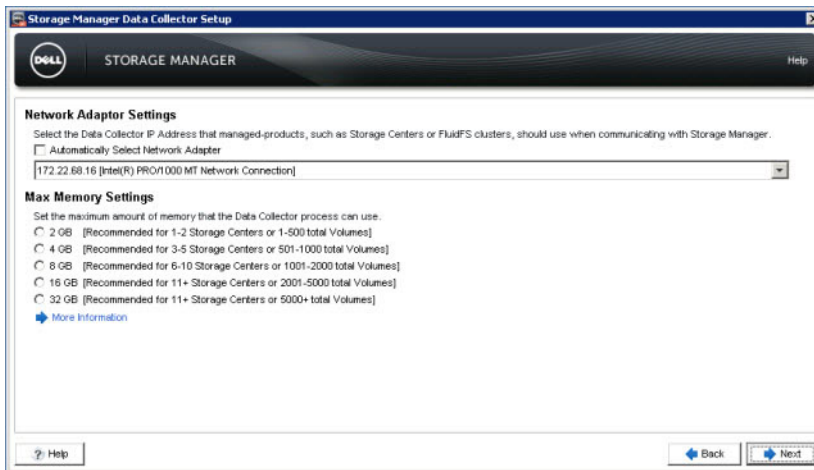 Storage Manager Data Collector Setup
DELL
STORAGE MANAGER
Help
Network Adaptor Settings
Select the Data Collector IP Address that managed-products, such as Storage Centers or FluidFS clusters, should use when communicating with Storage Manager.
Automatically Select Network Adapter
172.22.68.16 [Intel(R) PRO/1000 MT Network Connection]
Max Memory Settings
Set the maximum amount of memory that the Data Collector process can use.
2 GB [Recommended for 1-2 Storage Centers or 1-500 total Volumes]
4 GB [Recommended for 3-5 Storage Centers or 501-1000 total Volumes]
8 GB [Recommended for 6-10 Storage Centers or 1001-2000 total Volumes]
16 GB [Recommended for 11+ Storage Centers or 2001-5000 total Volumes]
32 GB [Recommended for 11+ Storage Centers or 5000+ total Volumes]
More Information
Help
Back
Next